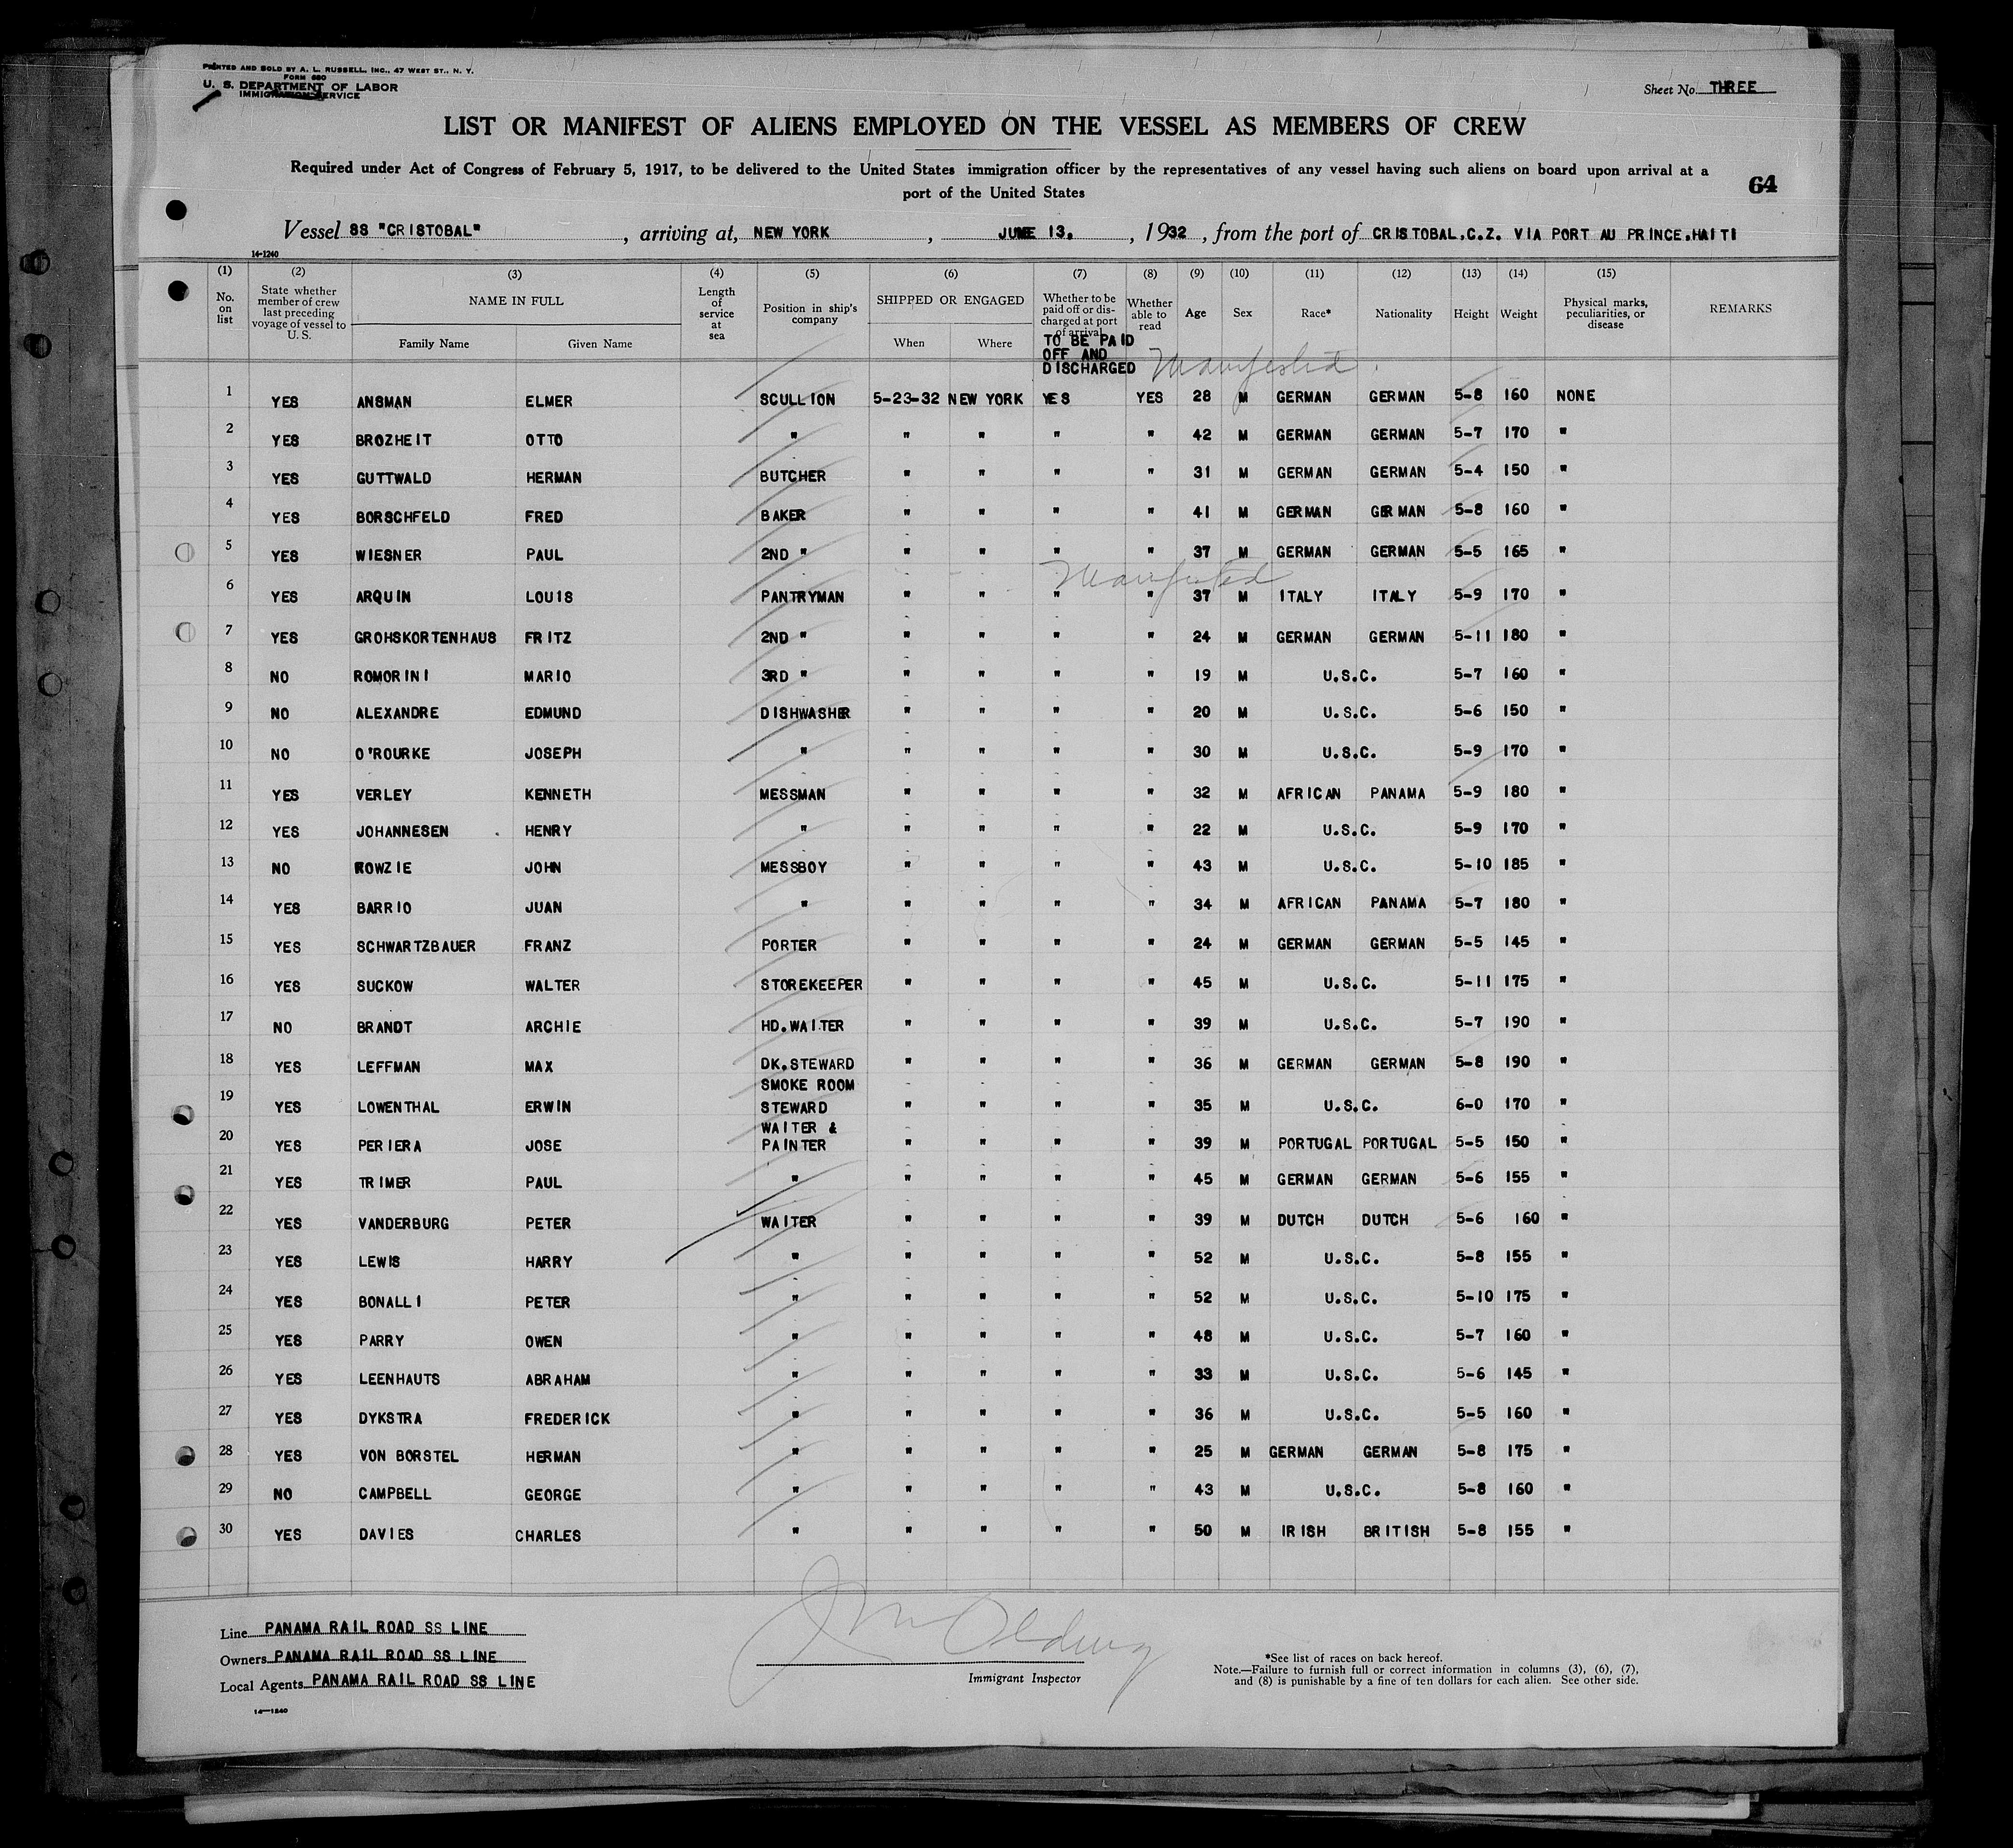 PRINTED AND SOLD BY A. L. RUSSELL, INC., 47 WEST ST., N. Y.
FORM 680
U. S. DEPARTMENT OF LABOR
IMMIGRATION SERVICE
Sheet No. THREE
LIST OR MANIFEST OF ALIENS EMPLOYED ON THE VESSEL AS MEMBERS OF CREW
Required under Act of Congress of February 5, 1917, to be delivered to the United States immigration officer by the representatives of any vessel having such aliens on board upon arrival at a
port of the United States
64
Vessel SS "CRISTOBAL" , arriving at, NEW YORK , JUNE 13. , 1932 , from the port of CRISTOBAL.C.Z. VIA PORT AU PRINCE.HAITI
14-1240
(1) (2) (3) (4) (5) (6) (7) (8) (9) (10) (11) (12) (13) (14) (15)
No. on list State whether member of crew last preceding voyage of vessel to U. S. NAME IN FULL Family Name Given Name Length of service at sea Position in ship's company SHIPPED OR ENGAGED When Where Whether to be paid off or discharged at port of arrival Whether able to read Age Sex Race* Nationality Height Weight Physical marks, peculiarities, or disease REMARKS
TO BE PAID
OFF AND
DISCHARGED Manifested.
1 YES ANSMAN ELMER SCULLION 5-23-32 NEW YORK YES YES 28 M GERMAN GERMAN 5-8 160 NONE
2 YES BROZHEIT OTTO " " " " " 42 M GERMAN GERMAN 5-7 170 "
3 YES GUTTWALD HERMAN BUTCHER " " " " 31 M GERMAN GERMAN 5-4 150 "
4 YES BORSCHFELD FRED BAKER " " " " 41 M GERMAN GERMAN 5-8 160 "
5 YES WIESNER PAUL 2ND " " " " " 37 M GERMAN GERMAN 5-5 165 "
Manifested
6 YES ARQUIN LOUIS PANTRYMAN " " " " 37 M ITALY ITALY 5-9 170 "
7 YES GROHSKORTENHAUS FRITZ 2ND " " " " " 24 M GERMAN GERMAN 5-11 180 "
8 NO ROMORINI MARIO 3RD " " " " " 19 M U.S.C. 5-7 160 "
9 NO ALEXANDRE EDMUND DISHWASHER " " " " 20 M U.S.C. 5-6 150 "
10 NO O'ROURKE JOSEPH " " " " " 30 M U.S.C. 5-9 170 "
11 YES VERLEY KENNETH MESSMAN " " " " 32 M AFRICAN PANAMA 5-9 180 "
12 YES JOHANNESEN HENRY " " " " " 22 M U.S.C. 5-9 170 "
13 NO ROWZIE JOHN MESSBOY " " " " 43 M U.S.C. 5-10 185 "
14 YES BARRIO JUAN " " " " " 34 M AFRICAN PANAMA 5-7 180 "
15 YES SCHWARTZBAUER FRANZ PORTER " " " " 24 M GERMAN GERMAN 5-5 145 "
16 YES SUCKOW WALTER STOREKEEPER " " " " 45 M U.S.C. 5-11 175 "
17 NO BRANDT ARCHIE HD.WAITER " " " " 39 M U.S.C. 5-7 190 "
18 YES LEFFMAN MAX DK.STEWARD " " " " 36 M GERMAN GERMAN 5-8 190 "
SMOKE ROOM
19 YES LOWENTHAL ERWIN STEWARD " " " " 35 M U.S.C. 6-0 170 "
WAITER &
20 YES PERIERA JOSE PAINTER " " " " 39 M PORTUGAL PORTUGAL 5-5 150 "
21 YES TRIMER PAUL " " " " " 45 M GERMAN GERMAN 5-6 155 "
22 YES VANDERBURG PETER WAITER " " " " 39 M DUTCH DUTCH 5-6 160 "
23 YES LEWIS HARRY " " " " " 52 M U.S.C. 5-8 155 "
24 YES BONALLI PETER " " " " " 52 M U.S.C. 5-10 175 "
25 YES PARRY OWEN " " " " " 48 M U.S.C. 5-7 160 "
26 YES LEENHAUTS ABRAHAM " " " " " 33 M U.S.C. 5-6 145 "
27 YES DYKSTRA FREDERICK " " " " " 36 M U.S.C. 5-5 160 "
28 YES VON BORSTEL HERMAN " " " " " 25 M GERMAN GERMAN 5-8 175 "
29 NO CAMPBELL GEORGE " " " " " 43 M U.S.C. 5-8 160 "
30 YES DAVIES CHARLES " " " " " 50 M IRISH BRITISH 5-8 155 "
Line PANAMA RAIL ROAD SS LINE
Owners PANAMA RAIL ROAD SS LINE
Local Agents PANAMA RAIL ROAD SS LINE
14-1240
Immigrant Inspector
*See list of races on back hereof.
Note.—Failure to furnish full or correct information in columns (3), (6), (7),
and (8) is punishable by a fine of ten dollars for each alien. See other side.